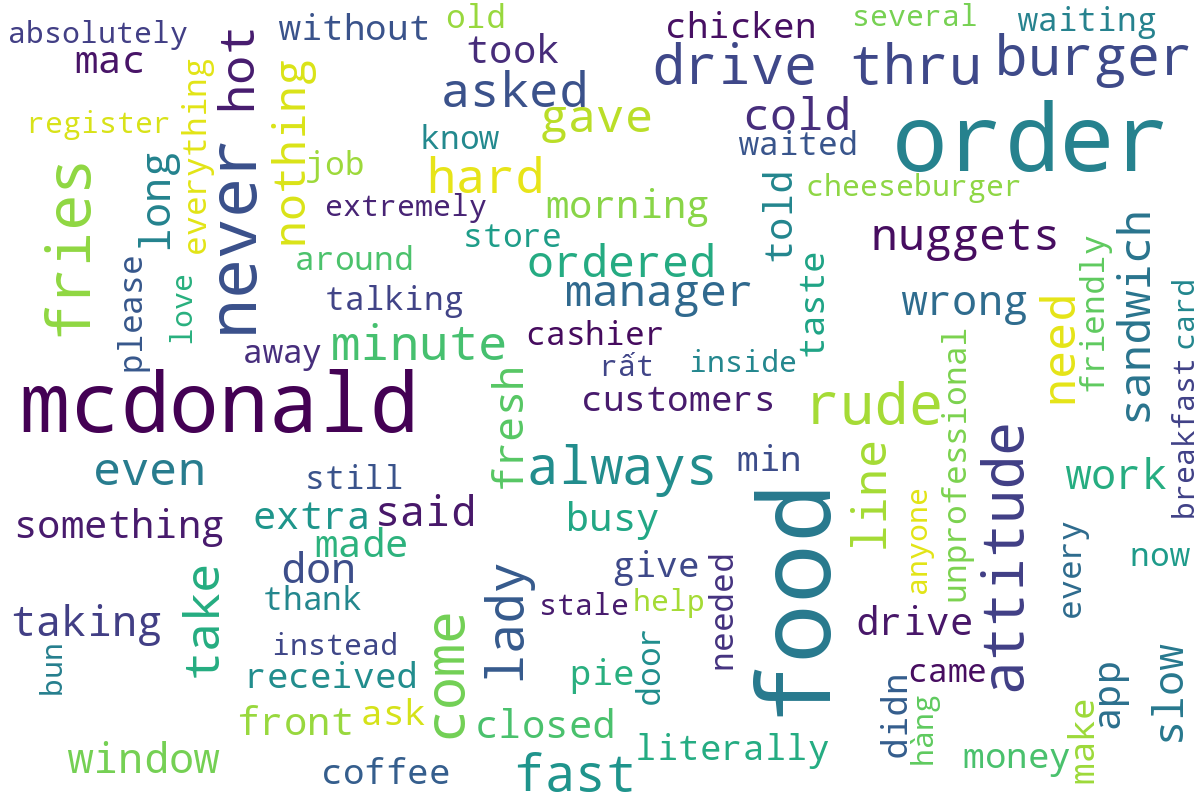 absolutely
mac
without
old
took
chicken
several
waiting
drive
thru
burger
hot
asked
register
everything
nothing
gave
cold
order
know
waited
job
hard
cheeseburger
fries
long
never
extremely
morning
told
nuggets
sandwich
store
around
ordered
friendly
please
love
talking
manager
taste
wrong
need
card
away
minute
cashier
rất
inside
mcdonald
fresh
customers
rude
unprofessional
breakfast
even
still
always
min
line
attitude
work
something
extra
said
made
busy
anyone
every
now
don
give
taking
take
thank
lady
stale
help
needed
food
drive
bun
instead
received
come
pie
door
came
app
slow
front
ask
closed
didn
hàng
make
window
coffee
fast
literally
money